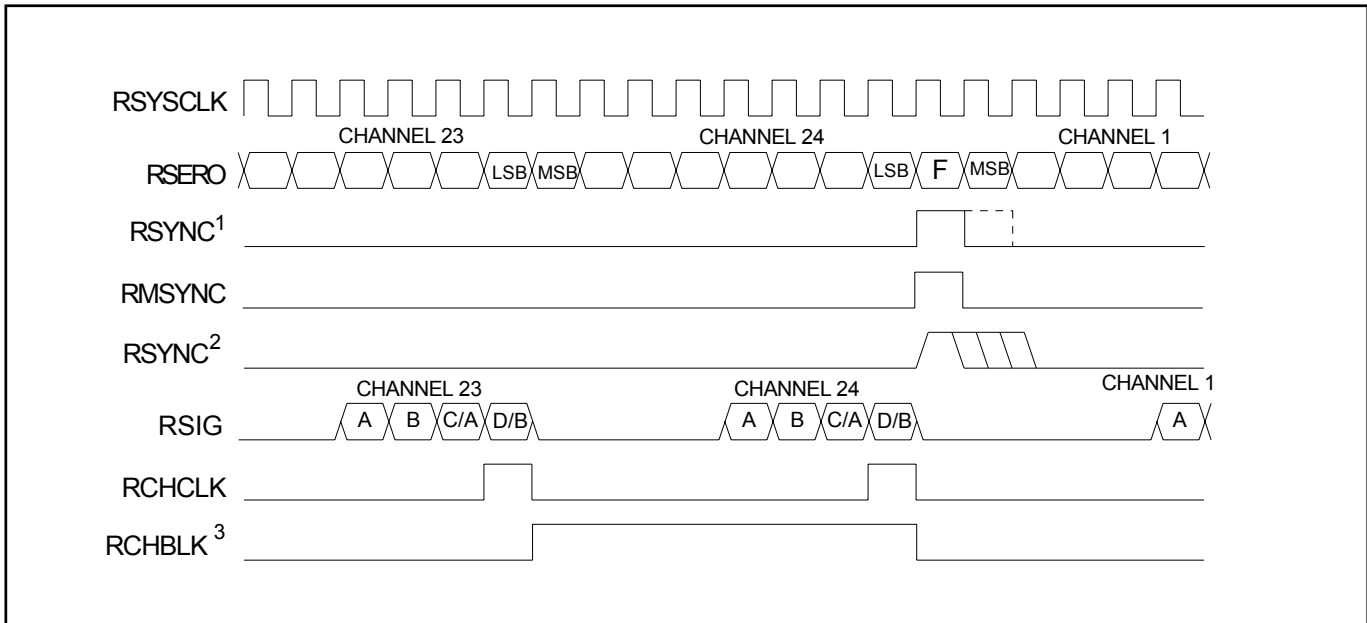 RSYSCLK
CHANNEL 23 CHANNEL 24 CHANNEL 1
RSERO LSB MSB LSB F MSB
RSYNC1
RMSYNC
RSYNC2
CHANNEL 23 CHANNEL 24 CHANNEL 1
RSIG A B C/A D/B A B C/A D/B A
RCHCLK
RCHBLK 3